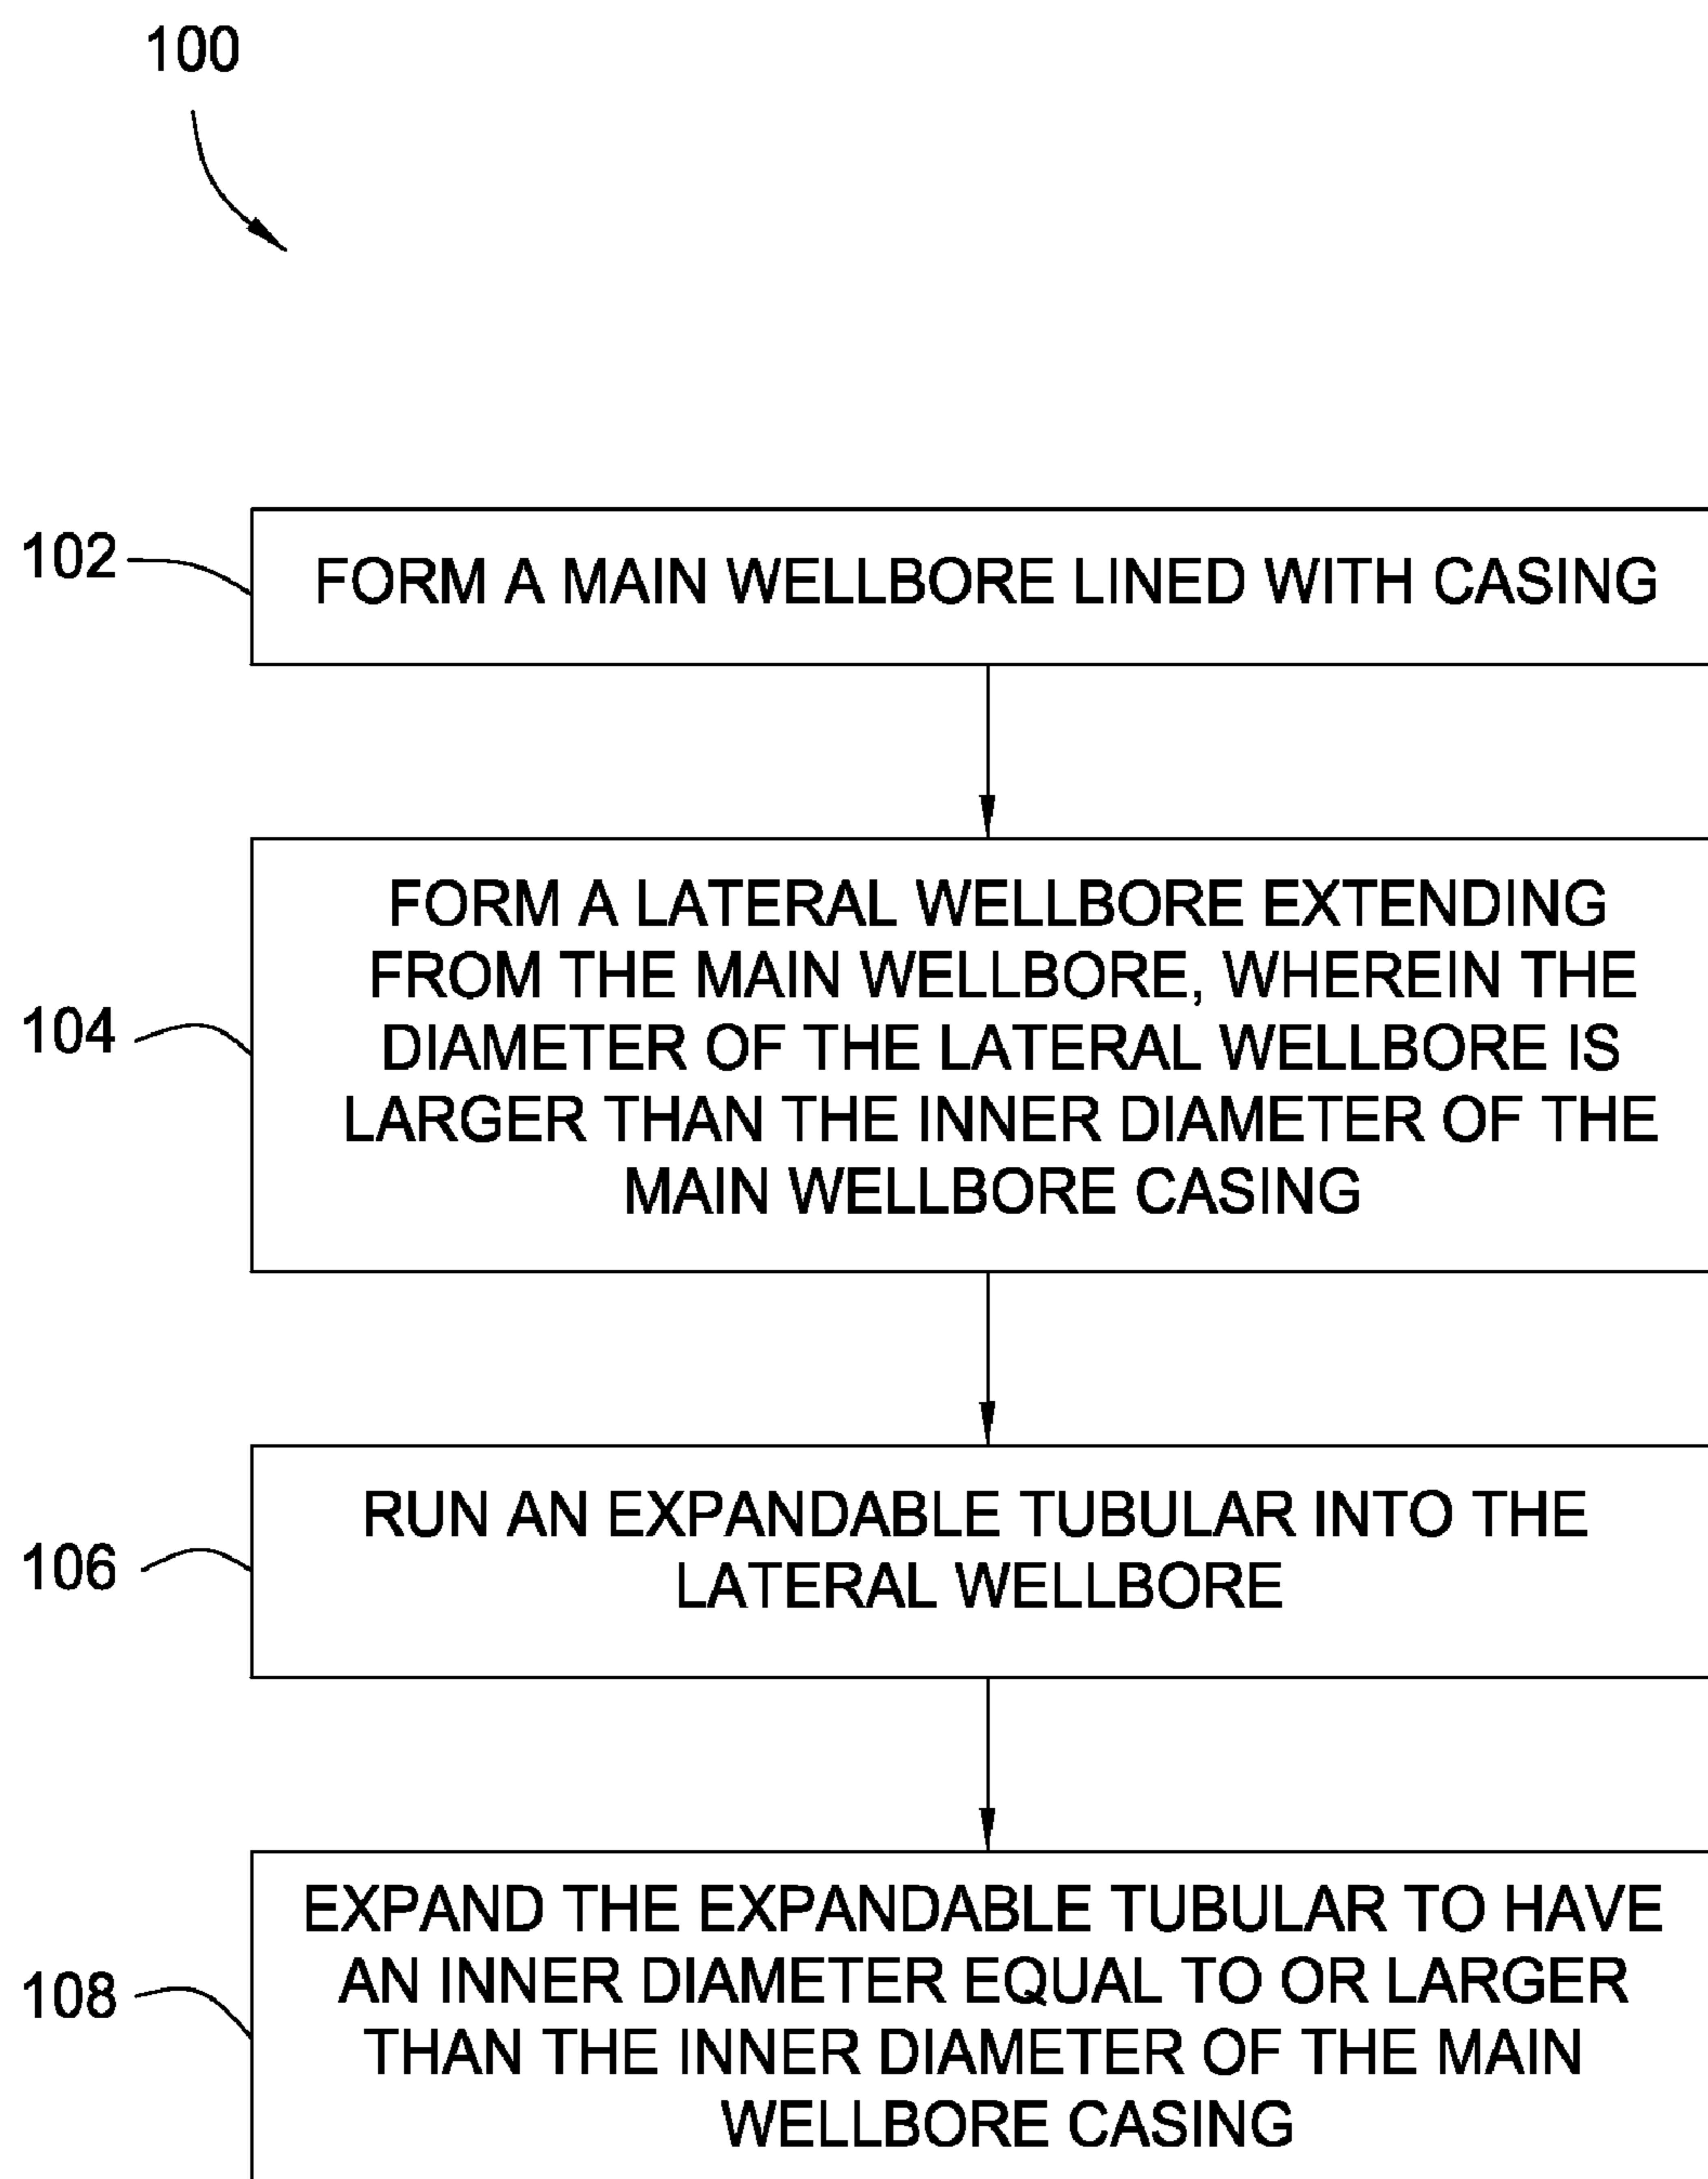 100
102
FORM A MAIN WELLBORE LINED WITH CASING
104
FORM A LATERAL WELLBORE EXTENDING
FROM THE MAIN WELLBORE, WHEREIN THE
DIAMETER OF THE LATERAL WELLBORE IS
LARGER THAN THE INNER DIAMETER OF THE
MAIN WELLBORE CASING
106
RUN AN EXPANDABLE TUBULAR INTO THE
LATERAL WELLBORE
108
EXPAND THE EXPANDABLE TUBULAR TO HAVE
AN INNER DIAMETER EQUAL TO OR LARGER
THAN THE INNER DIAMETER OF THE MAIN
WELLBORE CASING